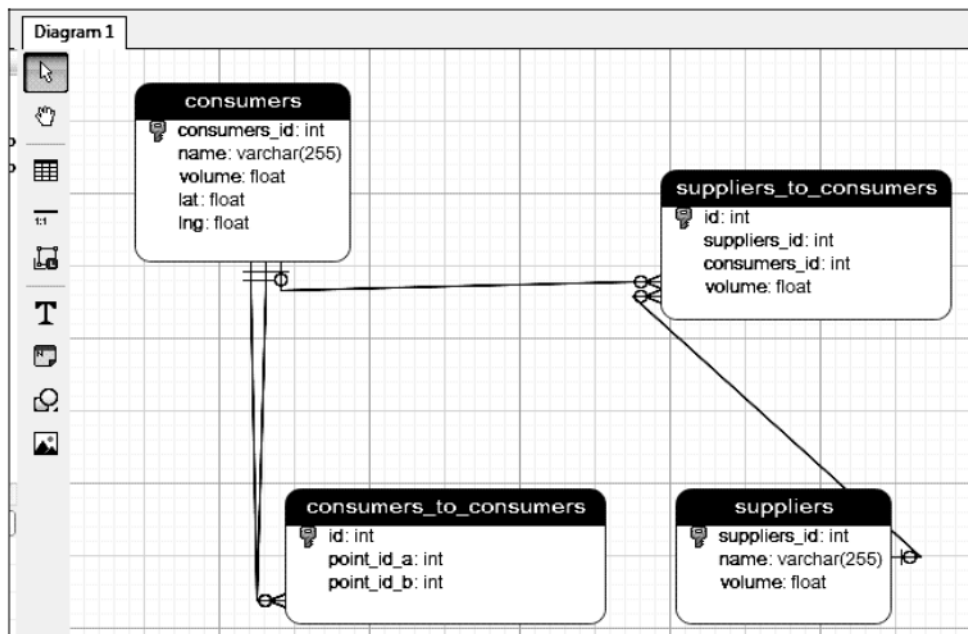 Diagram 1
consumers
consumers_id: int
name: varchar(255)
volume: float
lat: float
lng: float
suppliers_to_consumers
id: int
suppliers_id: int
consumers_id: int
volume: float
1:1
T
N
consumers_to_consumers
id: int
point_id_a: int
point_id_b: int
suppliers
suppliers_id: int
name: varchar(255)
volume: float